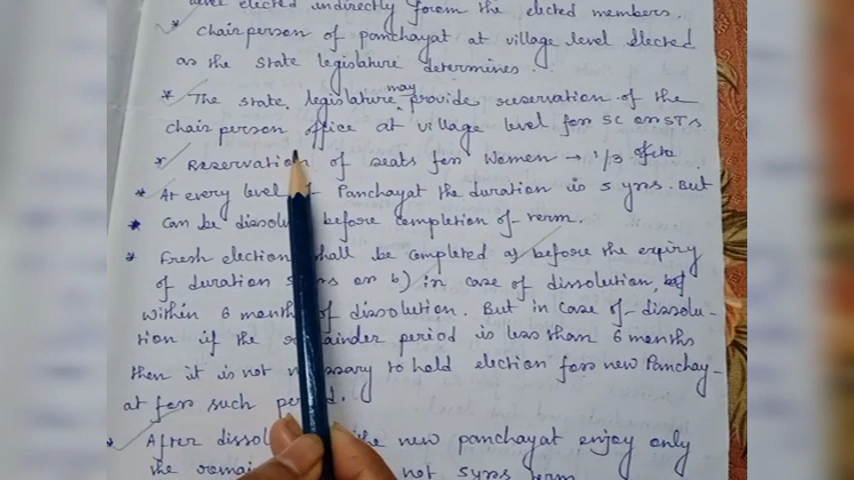 level elected indirectly from the elected members.
* Chairperson of panchayat at village level elected
as the state legislature determines.
* The state legislature may provide reservation of the
chairperson office at village level for SC or STs
* Reservation of seats for Women → 1/3
* At every level of Panchayat the duration is 5 yrs. But
* can be dissolu before completion of term.
* Fresh election shall be completed a) before the expiry
of duration 5 yrs or b) in case of dissolution,
within 6 months of dissolution. But in case of dissolu-
tion if the remainder period is less than 6 months
then it is not necessary to hold election for new Panchay-
at for such period.
* After dissol the new panchayat enjoy only
the remain not 5yrs term